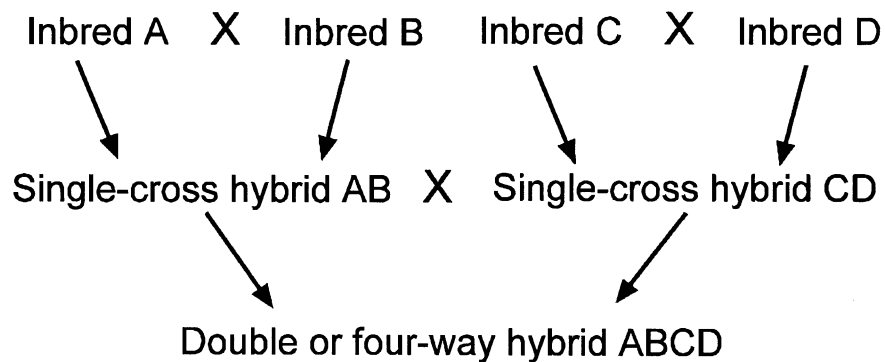 Inbred A X Inbred B Inbred C X Inbred D
Single-cross hybrid AB X Single-cross hybrid CD
Double or four-way hybrid ABCD